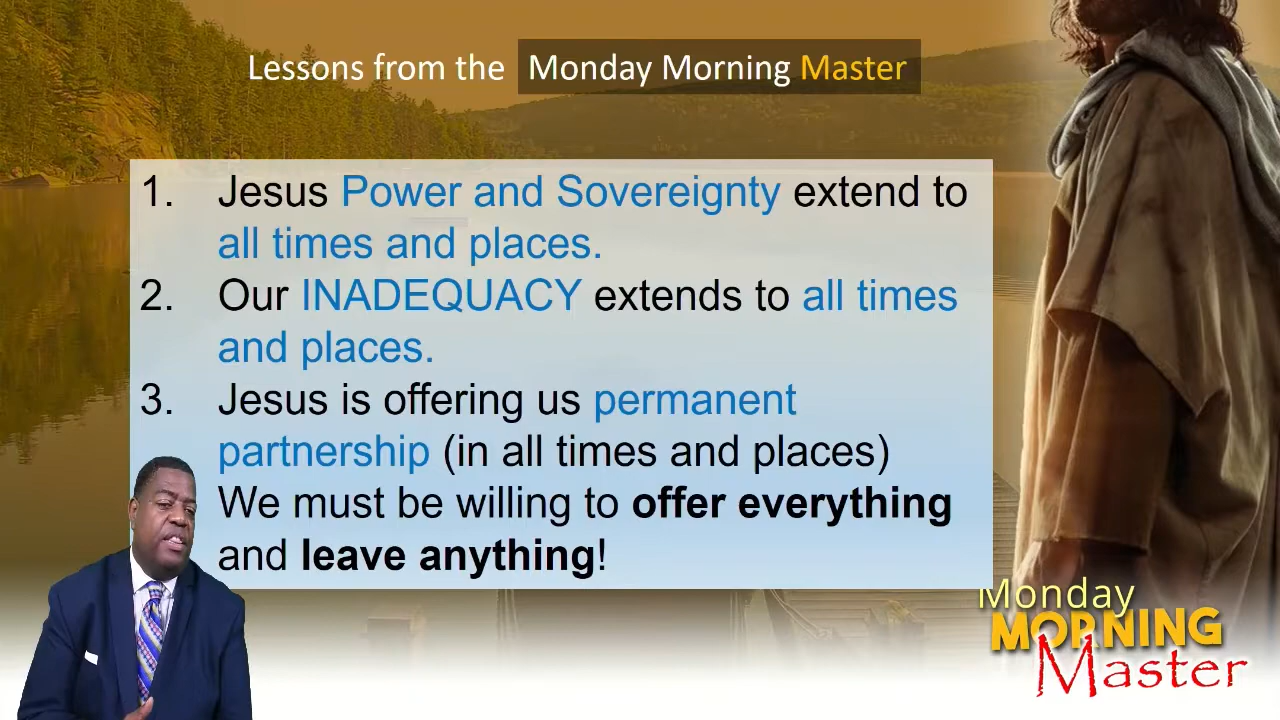 Lessons from the Monday Morning Master
1. Jesus Power and Sovereignty extend to
all times and places.
2. Our INADEQUACY extends to all times
and places.
3. Jesus is offering us permanent
partnership (in all times and places)
We must be willing to offer everything
and leave anything!
Monday
MORNING
Master